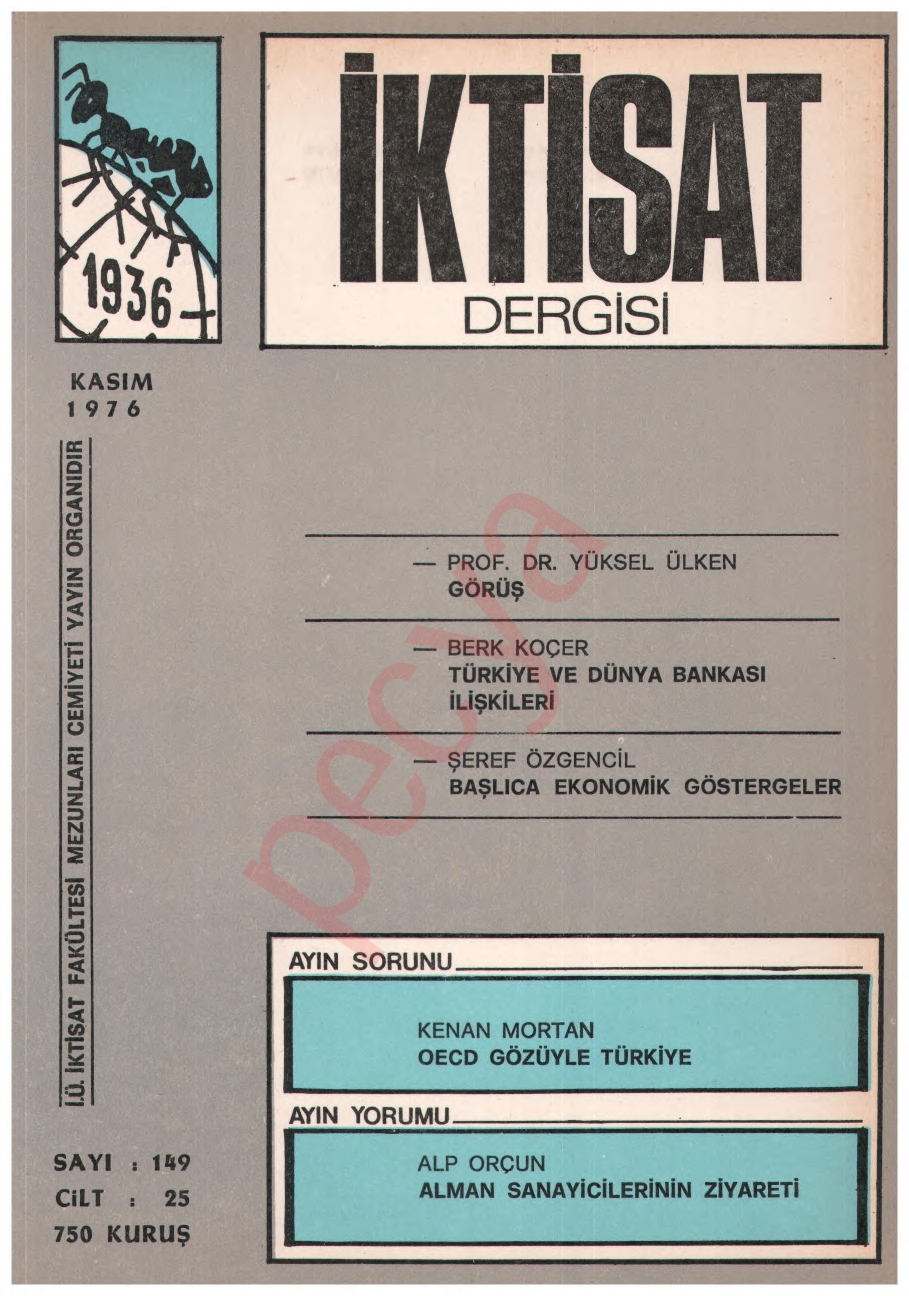 1936
İKTİSAT
DERGİSİ
KASIM
1976
İ.Ü. İKTİSAT FAKÜLTESİ MEZUNLARI CEMİYETİ YAYIN ORGANIDIR
— PROF. DR. YÜKSEL ÜLKEN
GÖRÜŞ
— BERK KOÇER
TÜRKİYE VE DÜNYA BANKASI
İLİŞKİLERİ
— ŞEREF ÖZGENCİL
BAŞLICA EKONOMİK GÖSTERGELER
pecya
AYIN SORUNU
KENAN MORTAN
OECD GÖZÜYLE TÜRKİYE
AYIN YORUMU
ALP ORÇUN
ALMAN SANAYİCİLERİNİN ZİYARETİ
SAYI : 149
CİLT : 25
750 KURUŞ